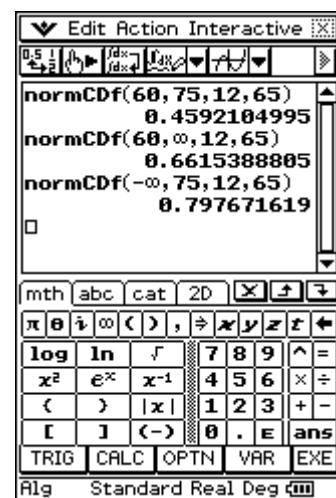 Edit Action Interactive
normCDf(60,75,12,65)
0.4592104995
normCDf(60,∞,12,65)
0.6615388805
normCDf(-∞,75,12,65)
0.797671619
mth abc cat 2D
π θ i ∞ ( ) , ⇒ x y z t
log ln √ 7 8 9 ^ =
x² eˣ x⁻¹ 4 5 6 × ÷
( ) |x| 1 2 3 + −
[ ] (−) 0 . E ans
TRIG CALC OPTN VAR EXE
Alg Standard Real Deg